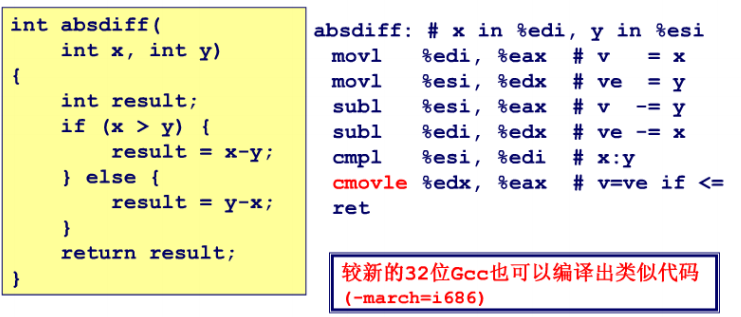 int absdiff(
    int x, int y)
{
    int result;
    if (x > y) {
        result = x-y;
    } else {
        result = y-x;
    }
    return result;
}
absdiff: # x in %edi, y in %esi
movl %edi, %eax # v = x
movl %esi, %edx # ve = y
subl %esi, %eax # v -= y
subl %edi, %edx # ve -= x
cmpl %esi, %edi # x:y
cmovle %edx, %eax # v=ve if <=
ret
较新的32位Gcc也可以编译出类似代码
(-march=i686)